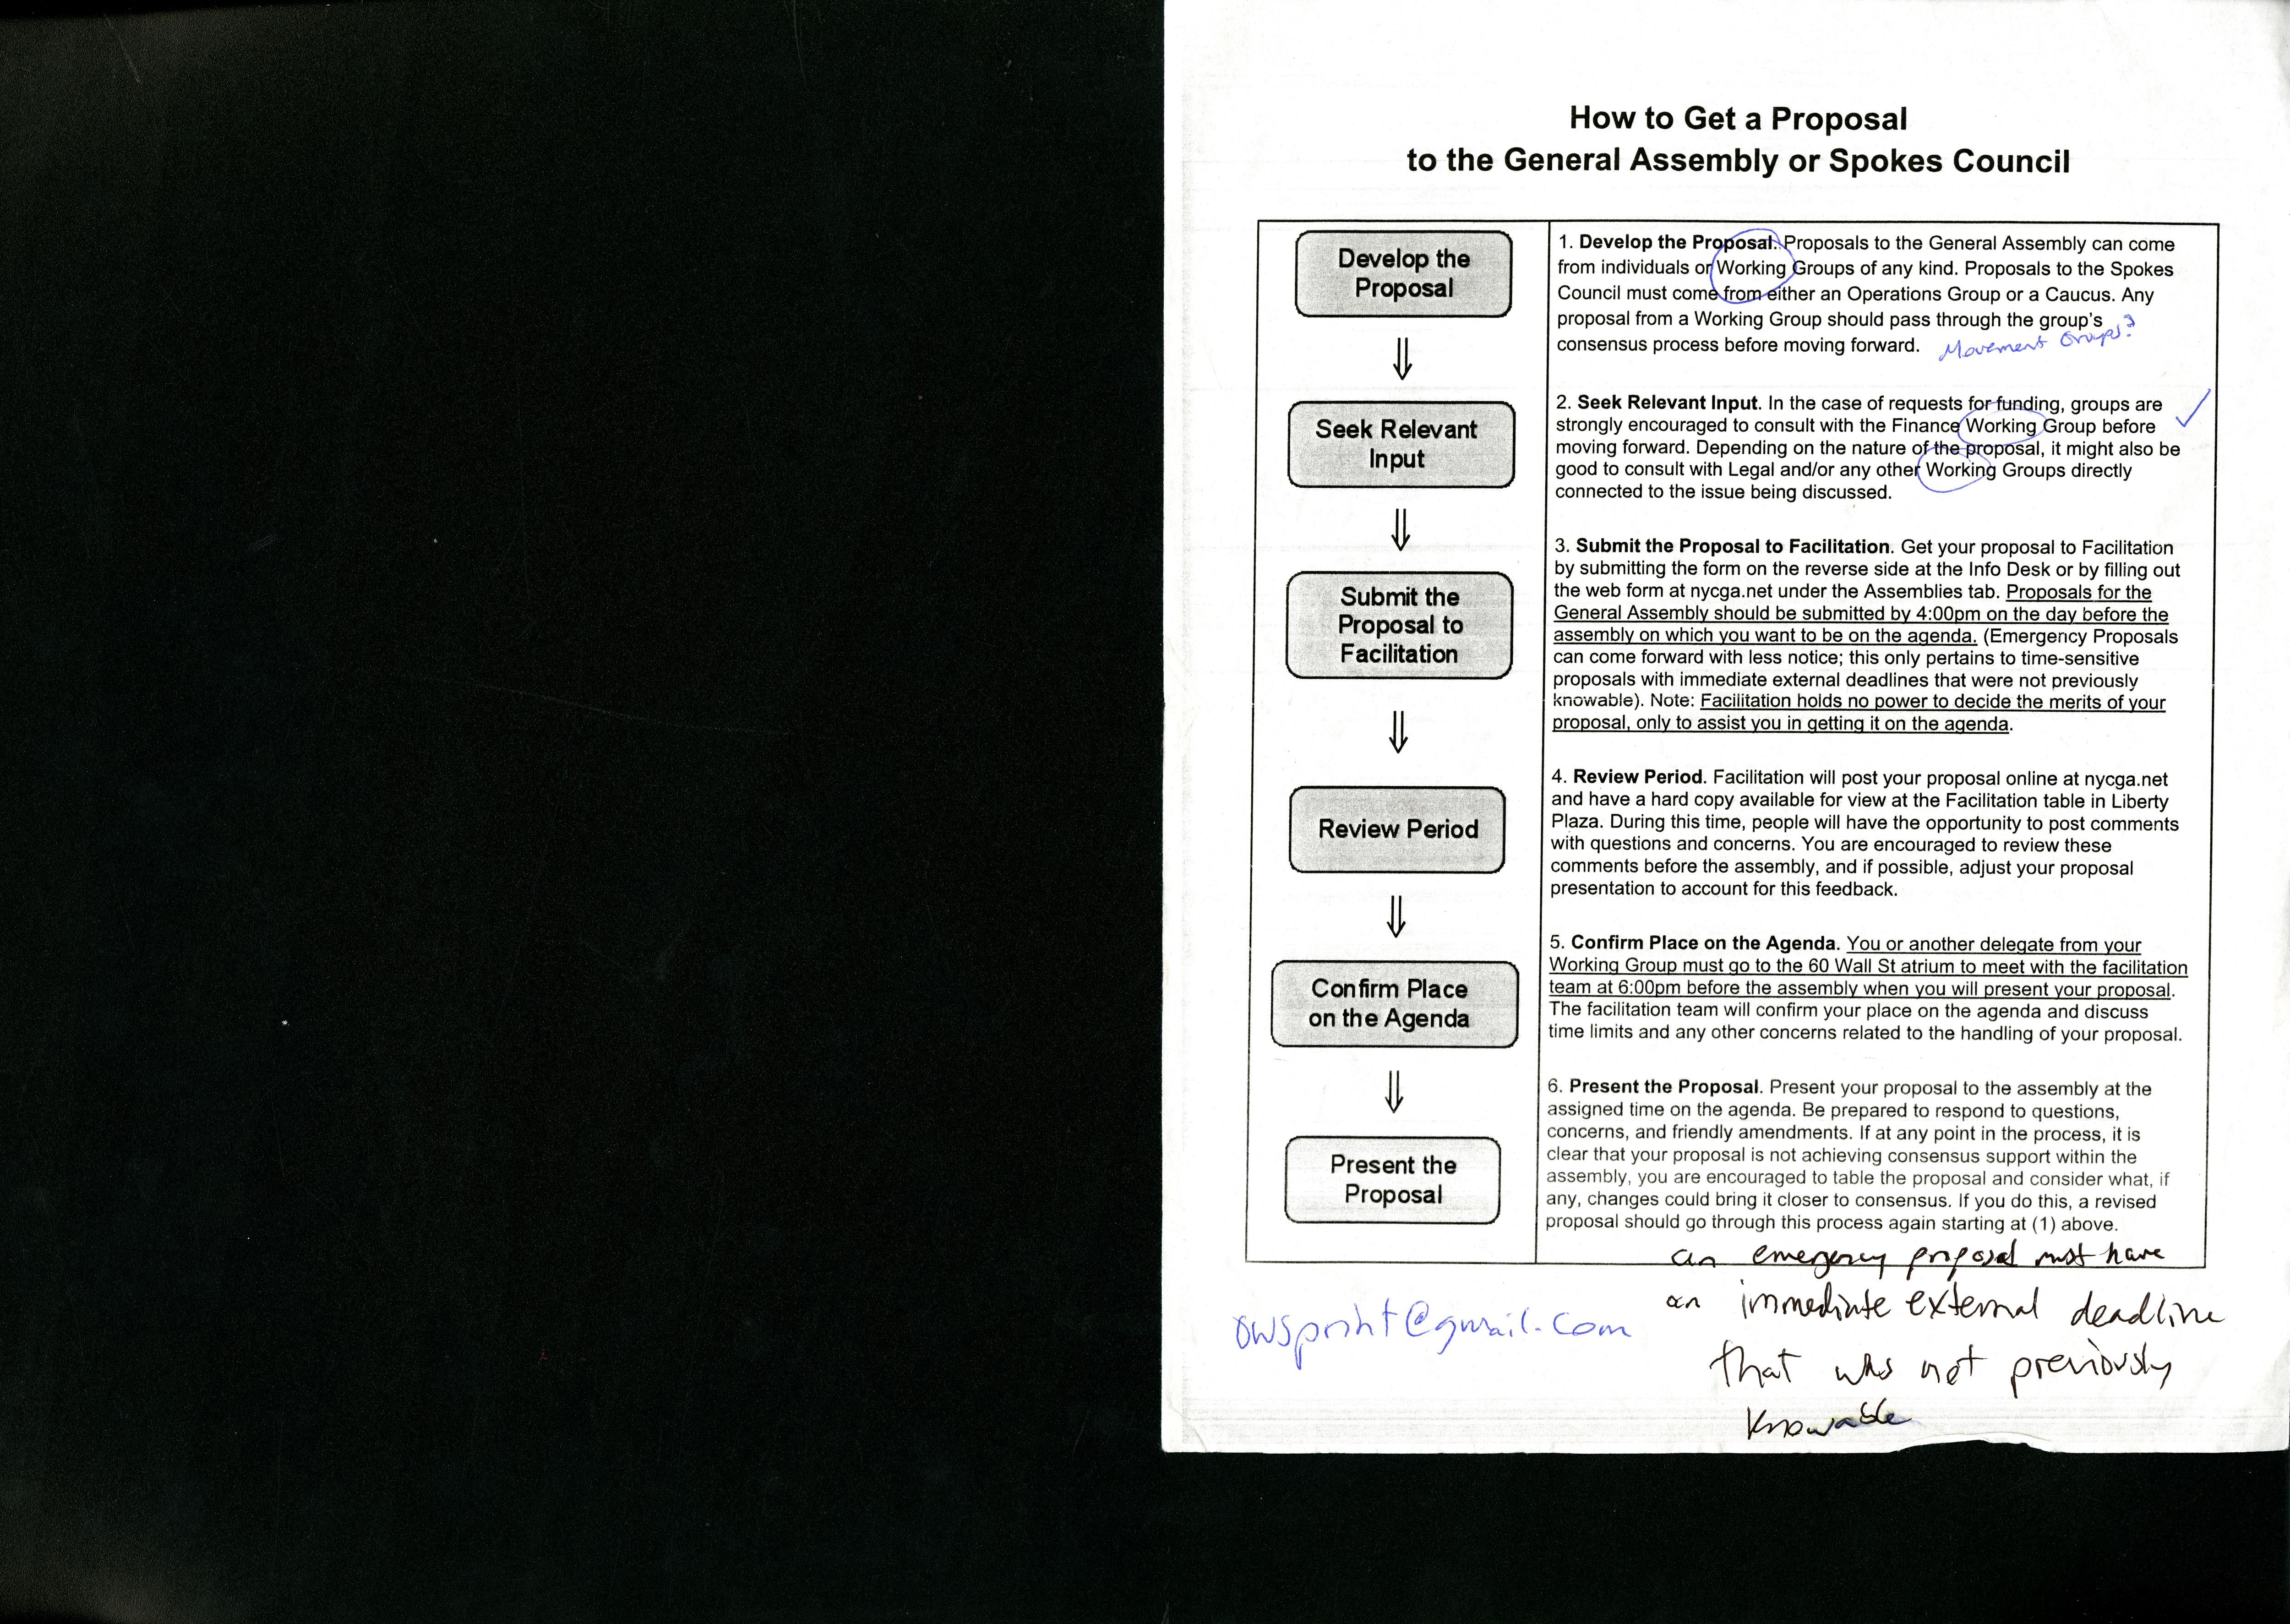 How to Get a Proposal
to the General Assembly or Spokes Council
Develop the
Proposal
Seek Relevant
Input
Submit the
Proposal to
Facilitation
Review Period
Confirm Place
on the Agenda
Present the
Proposal
1. Develop the Proposal. Proposals to the General Assembly can come
from individuals or Working Groups of any kind. Proposals to the Spokes
Council must come from either an Operations Group or a Caucus. Any
proposal from a Working Group should pass through the group's
consensus process before moving forward. Movement Groups?
2. Seek Relevant Input. In the case of requests for funding, groups are
strongly encouraged to consult with the Finance Working Group before
moving forward. Depending on the nature of the proposal, it might also be
good to consult with Legal and/or any other Working Groups directly
connected to the issue being discussed.
3. Submit the Proposal to Facilitation. Get your proposal to Facilitation
by submitting the form on the reverse side at the Info Desk or by filling out
the web form at nycga.net under the Assemblies tab. Proposals for the
General Assembly should be submitted by 4:00pm on the day before the
assembly on which you want to be on the agenda. (Emergency Proposals
can come forward with less notice; this only pertains to time-sensitive
proposals with immediate external deadlines that were not previously
knowable). Note: Facilitation holds no power to decide the merits of your
proposal, only to assist you in getting it on the agenda.
4. Review Period. Facilitation will post your proposal online at nycga.net
and have a hard copy available for view at the Facilitation table in Liberty
Plaza. During this time, people will have the opportunity to post comments
with questions and concerns. You are encouraged to review these
comments before the assembly, and if possible, adjust your proposal
presentation to account for this feedback.
5. Confirm Place on the Agenda. You or another delegate from your
Working Group must go to the 60 Wall St atrium to meet with the facilitation
team at 6:00pm before the assembly when you will present your proposal.
The facilitation team will confirm your place on the agenda and discuss
time limits and any other concerns related to the handling of your proposal.
6. Present the Proposal. Present your proposal to the assembly at the
assigned time on the agenda. Be prepared to respond to questions,
concerns, and friendly amendments. If at any point in the process, it is
clear that your proposal is not achieving consensus support within the
assembly, you are encouraged to table the proposal and consider what, if
any, changes could bring it closer to consensus. If you do this, a revised
proposal should go through this process again starting at (1) above.
an emergency proposal must have
an immediate external deadline
that was not previously
knowable
owsprint@gmail.com